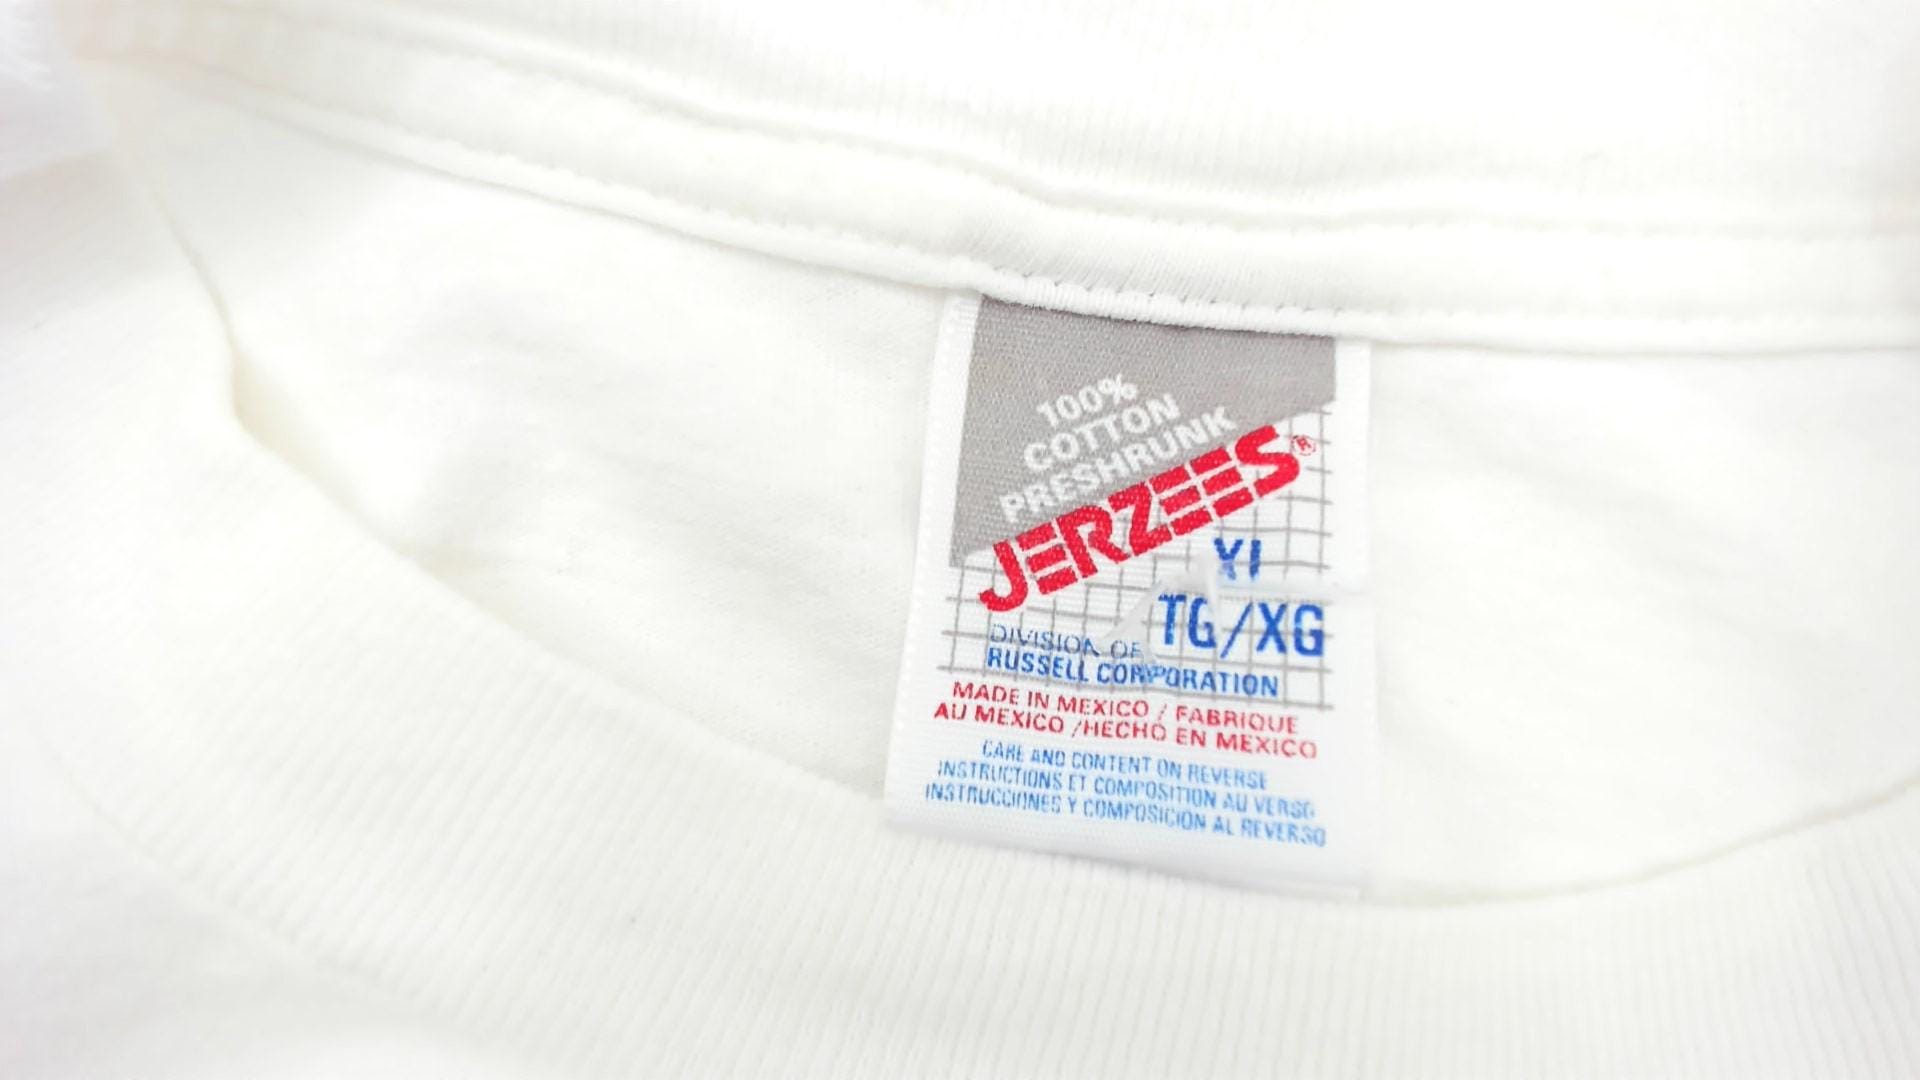 100%
COTTON
PRESHRUNK
JERZEES®
XL
TG/XG
DIVISION OF
RUSSELL CORPORATION
MADE IN MEXICO / FABRIQUE
AU MEXICO /HECHO EN MEXICO
CARE AND CONTENT ON REVERSE
INSTRUCTIONS ET COMPOSITION AU VERSO
INSTRUCCIONES Y COMPOSICION AL REVERSO